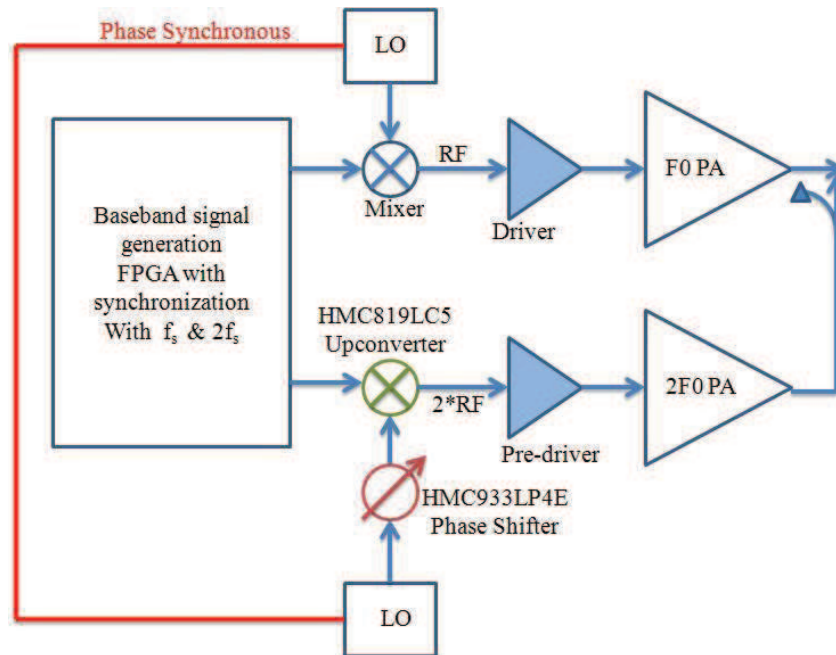 Phase Synchronous
LO
RF
F0 PA
Mixer
Driver
Baseband signal
generation
FPGA with
synchronization
With fs & 2fs
HMC819LC5
Upconverter
2*RF
2F0 PA
Pre-driver
HMC933LP4E
Phase Shifter
LO